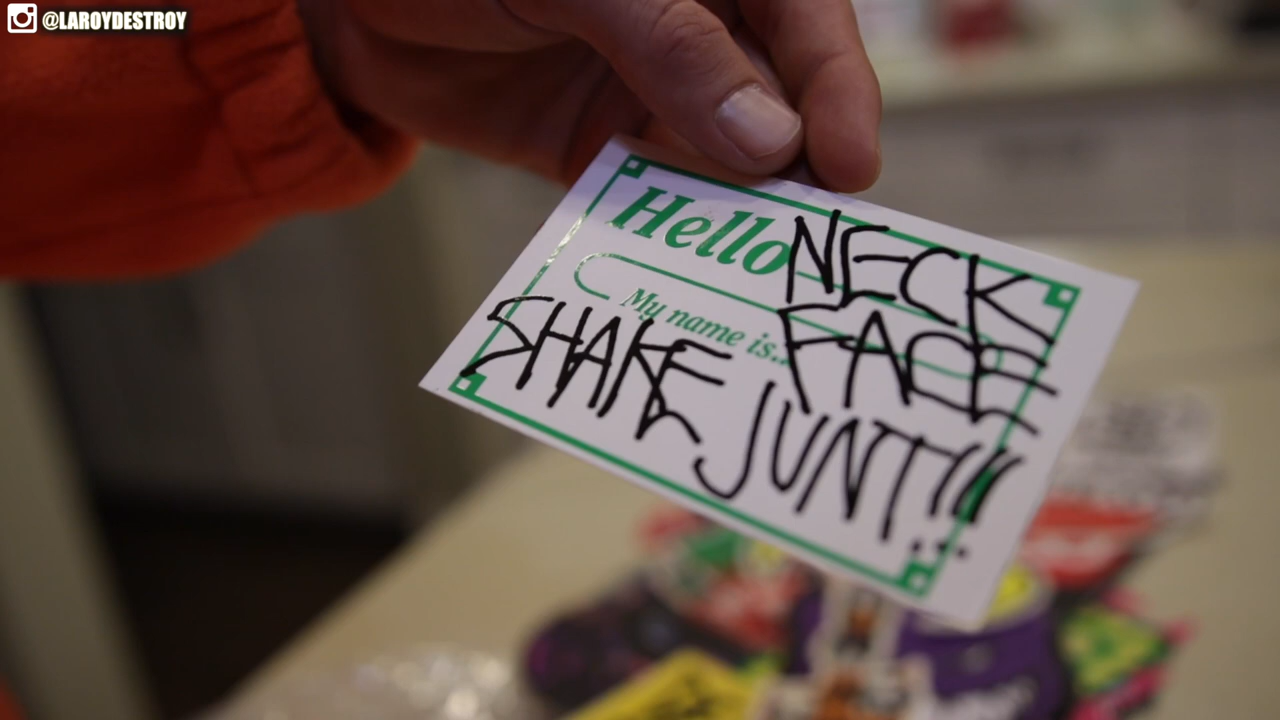 @LAROYDESTROY
Hello
NECK
My name is..
FACE
SHAKE JUNT!!